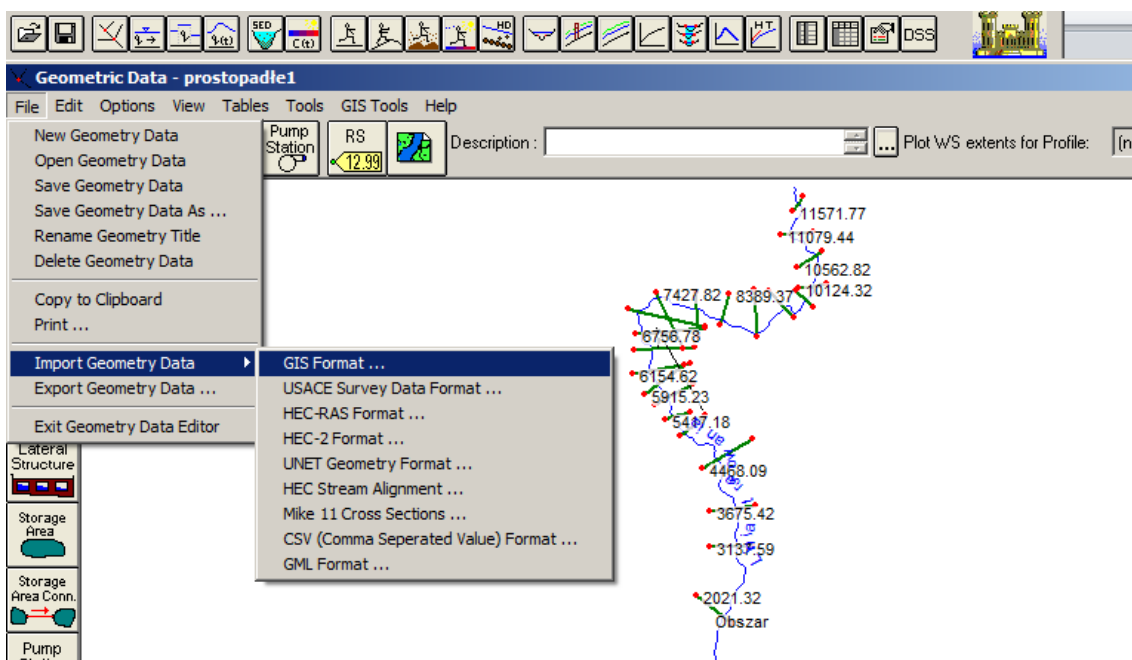 SED
C(t)
HD
HT
DSS
Geometric Data - prostopadłe1
File Edit Options View Tables Tools GIS Tools Help
Pump Station
RS
12.99
Description :
...
Plot WS extents for Profile:
New Geometry Data
Open Geometry Data
Save Geometry Data
Save Geometry Data As ...
Rename Geometry Title
Delete Geometry Data
Copy to Clipboard
Print ...
Import Geometry Data
Export Geometry Data ...
Exit Geometry Data Editor
GIS Format ...
USACE Survey Data Format ...
HEC-RAS Format ...
HEC-2 Format ...
UNET Geometry Format ...
HEC Stream Alignment ...
Mike 11 Cross Sections ...
CSV (Comma Seperated Value) Format ...
GML Format ...
Lateral
Structure
Storage
Area
Storage
Area Conn.
Pump
11571.77
11079.44
10562.82
10124.32
8389.37
7427.82
6756.78
6154.62
5915.23
5417.18
4468.09
3675.42
3137.59
2021.32
Obszar